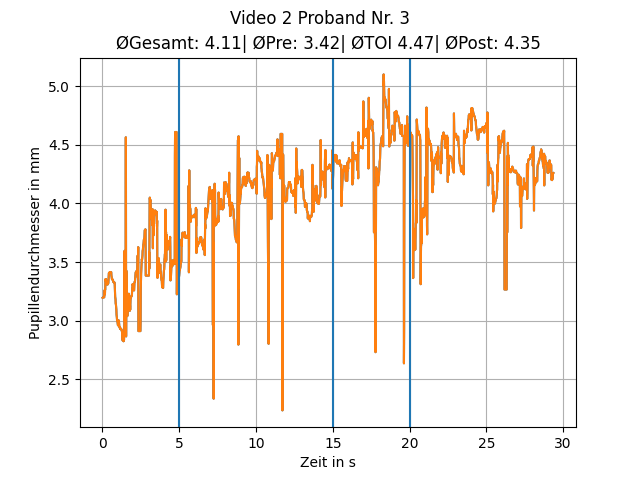 Video 2 Proband Nr. 3
ØGesamt: 4.11| ØPre: 3.42| ØTOI 4.47| ØPost: 4.35
5.0
4.5
4.0
3.5
3.0
2.5
Pupillendurchmesser in mm
0 5 10 15 20 25 30
Zeit in s